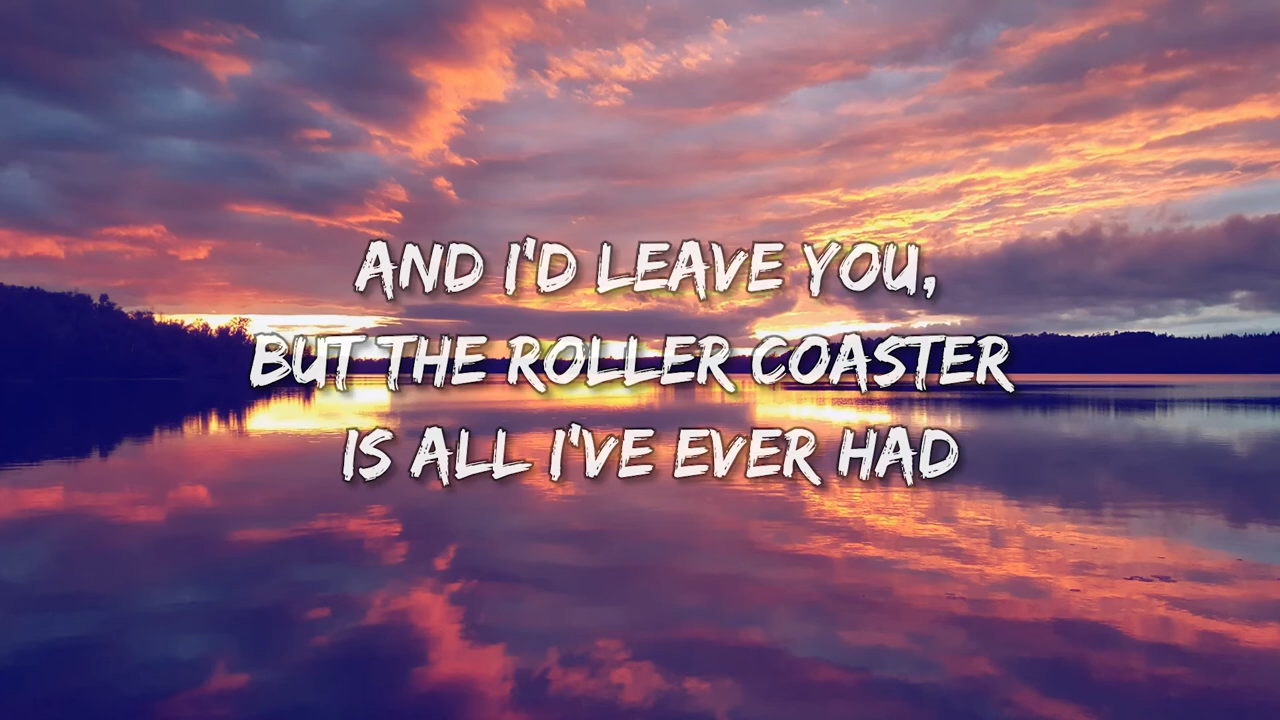 AND I'D LEAVE YOU,
BUT THE ROLLER COASTER
IS ALL I'VE EVER HAD